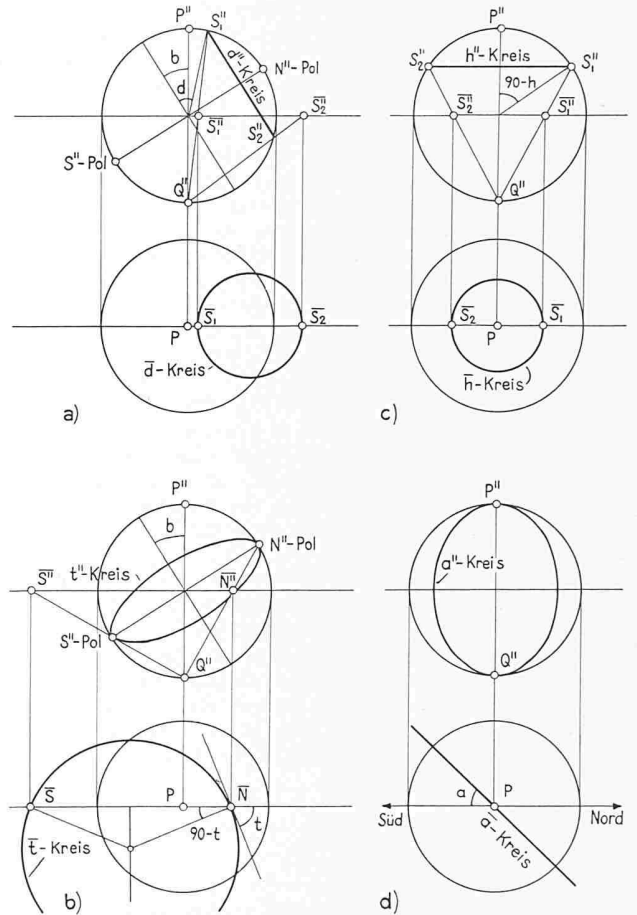 P''
S₁''
b
d''-Kreis
N''-Pol
d
S̅₁''
S₂''
S̅₂''
S''-Pol
Q''
P
S̅₁
S̅₂
d̅-Kreis
a)
P''
S₂''
h''-Kreis
S₁''
90-h
S̅₂''
S̅₁''
Q''
S̅₂
S̅₁
P
h̅-Kreis
c)
P''
b
N''-Pol
S̅''
t''-Kreis
N̅''
S''-Pol
Q''
S̅
P
N̅
90-t
t
t̅-Kreis
b)
P''
a''-Kreis
Q''
a
P
Süd
a̅-Kreis
Nord
d)